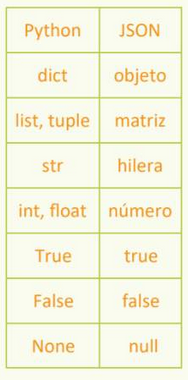 Python JSON
dict objeto
list, tuple matriz
str hilera
int, float número
True true
False false
None null